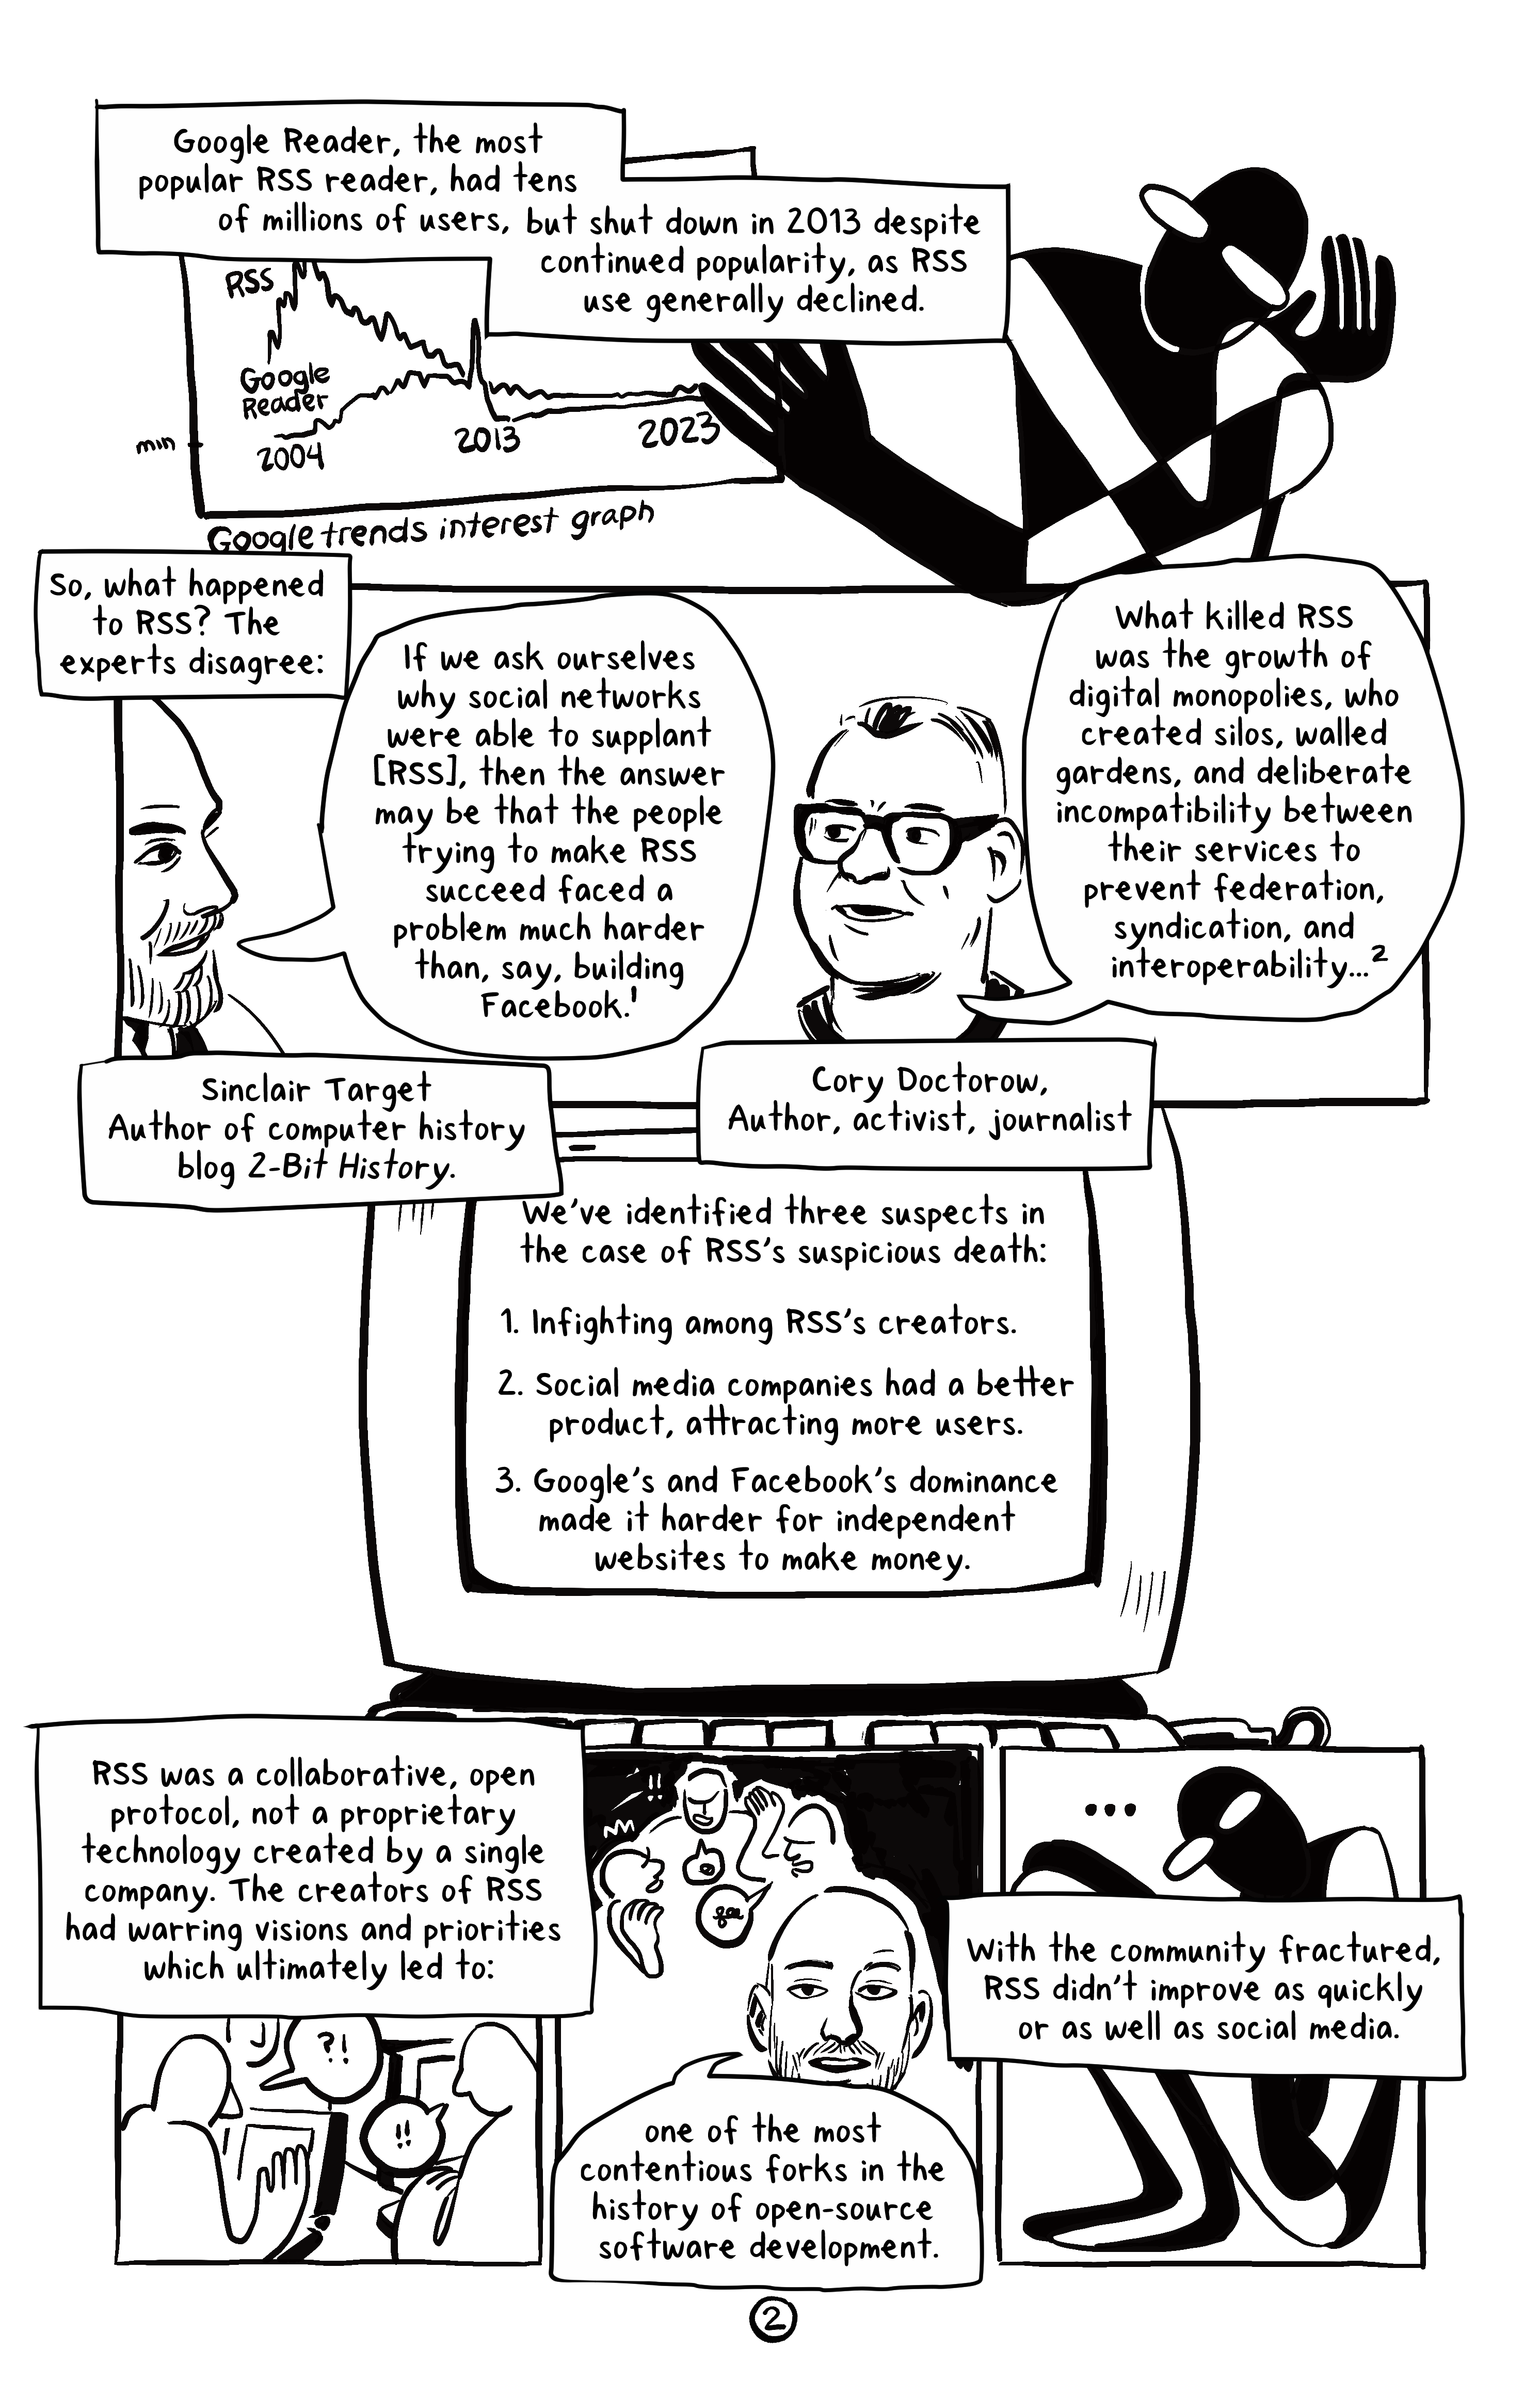 Google Reader, the most
popular RSS reader, had tens
of millions of users,
but shut down in 2013 despite
continued popularity, as RSS
use generally declined.
RSS
Google
Reader
min
2004
2013
2023
Google trends interest graph
So, what happened
to RSS? The
experts disagree:
If we ask ourselves
why social networks
were able to supplant
[RSS], then the answer
may be that the people
trying to make RSS
succeed faced a
problem much harder
than, say, building
Facebook.¹
What killed RSS
was the growth of
digital monopolies, who
created silos, walled
gardens, and deliberate
incompatibility between
their services to
prevent federation,
syndication, and
interoperability...²
Sinclair Target
Author of computer history
blog 2-Bit History.
Cory Doctorow,
Author, activist, journalist
We've identified three suspects in
the case of RSS's suspicious death:
1. Infighting among RSS's creators.
2. Social media companies had a better
product, attracting more users.
3. Google's and Facebook's dominance
made it harder for independent
websites to make money.
RSS was a collaborative, open
protocol, not a proprietary
technology created by a single
company. The creators of RSS
had warring visions and priorities
which ultimately led to:
?!
!!
!!
one of the most
contentious forks in the
history of open-source
software development.
...
With the community fractured,
RSS didn't improve as quickly
or as well as social media.
2